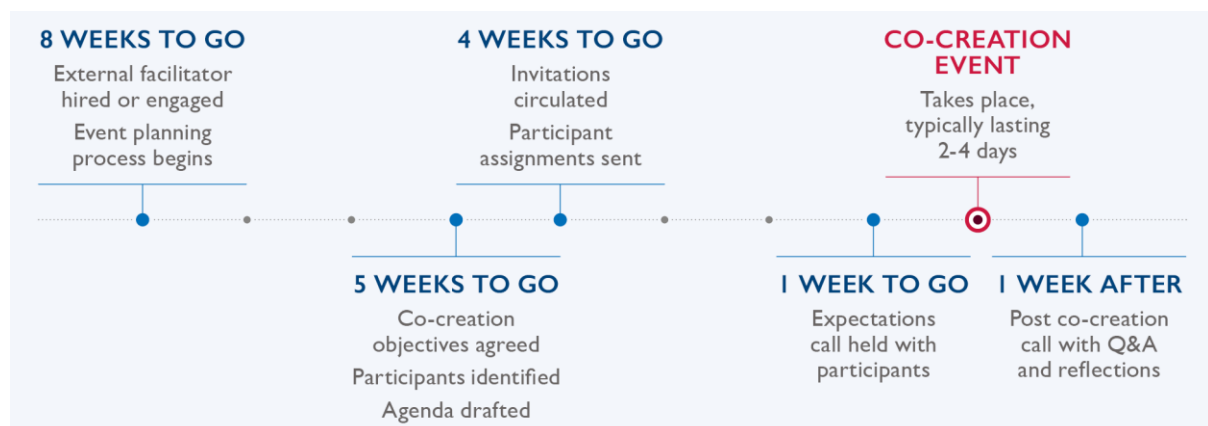 8 WEEKS TO GO
External facilitator
hired or engaged
Event planning
process begins
4 WEEKS TO GO
Invitations
circulated
Participant
assignments sent
CO-CREATION
EVENT
Takes place,
typically lasting
2-4 days
5 WEEKS TO GO
Co-creation
objectives agreed
Participants identified
Agenda drafted
1 WEEK TO GO
Expectations
call held with
participants
1 WEEK AFTER
Post co-creation
call with Q&A
and reflections